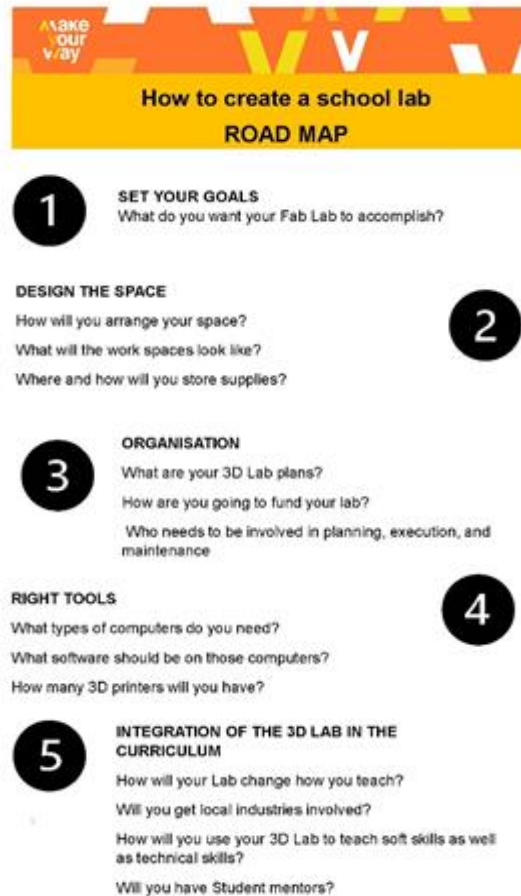 Make
your
way
How to create a school lab
ROAD MAP
1
SET YOUR GOALS
What do you want your Fab Lab to accomplish?
DESIGN THE SPACE
How will you arrange your space?
2
What will the work spaces look like?
Where and how will you store supplies?
ORGANISATION
3
What are your 3D Lab plans?
How are you going to fund your lab?
Who needs to be involved in planning, execution, and
maintenance
RIGHT TOOLS
4
What types of computers do you need?
What software should be on those computers?
How many 3D printers will you have?
5
INTEGRATION OF THE 3D LAB IN THE
CURRICULUM
How will your Lab change how you teach?
Will you get local industries involved?
How will you use your 3D Lab to teach soft skills as well
as technical skills?
Will you have Student mentors?